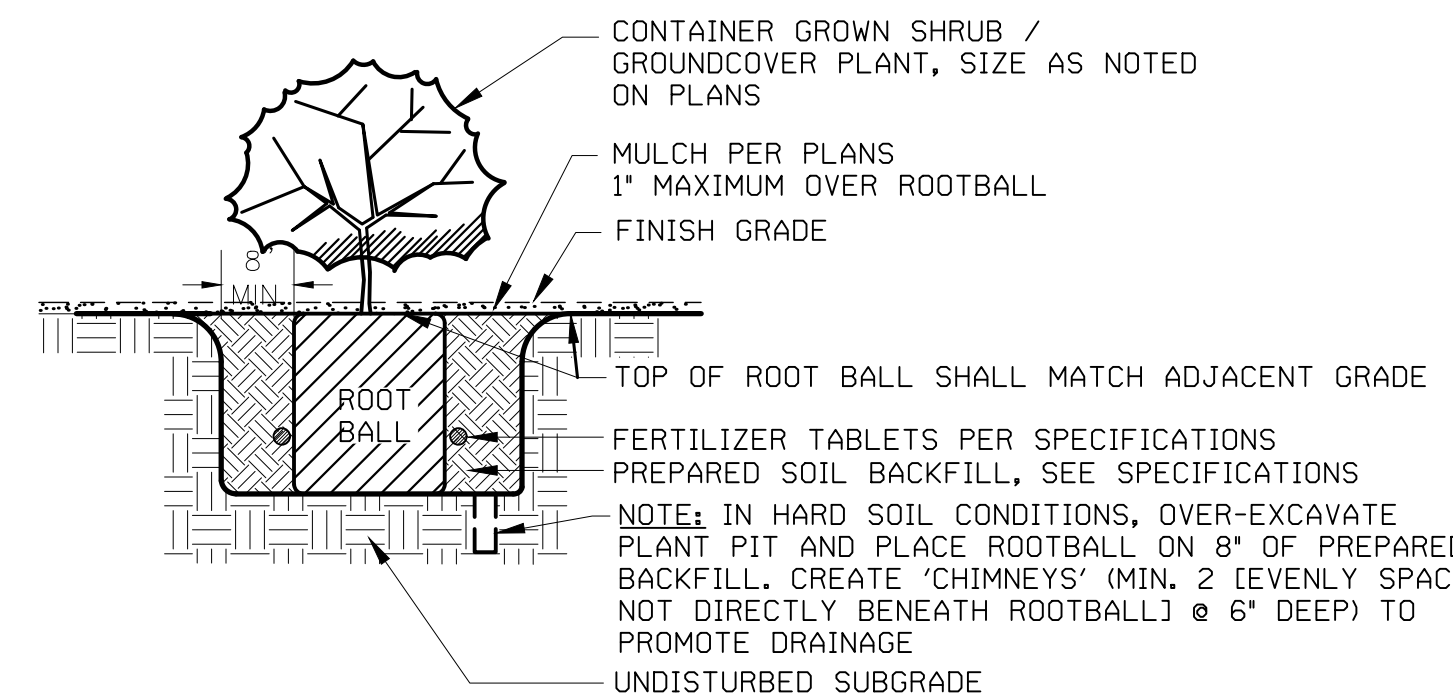 CONTAINER GROWN SHRUB /
GROUNDCOVER PLANT, SIZE AS NOTED
ON PLANS
MULCH PER PLANS
1" MAXIMUM OVER ROOTBALL
FINISH GRADE
8"
MIN
TOP OF ROOT BALL SHALL MATCH ADJACENT GRADE
ROOT
BALL
FERTILIZER TABLETS PER SPECIFICATIONS
PREPARED SOIL BACKFILL, SEE SPECIFICATIONS
NOTE: IN HARD SOIL CONDITIONS, OVER-EXCAVATE
PLANT PIT AND PLACE ROOTBALL ON 8" OF PREPARED
BACKFILL. CREATE 'CHIMNEYS' (MIN. 2 [EVENLY SPAC
NOT DIRECTLY BENEATH ROOTBALL] @ 6" DEEP) TO
PROMOTE DRAINAGE
UNDISTURBED SUBGRADE